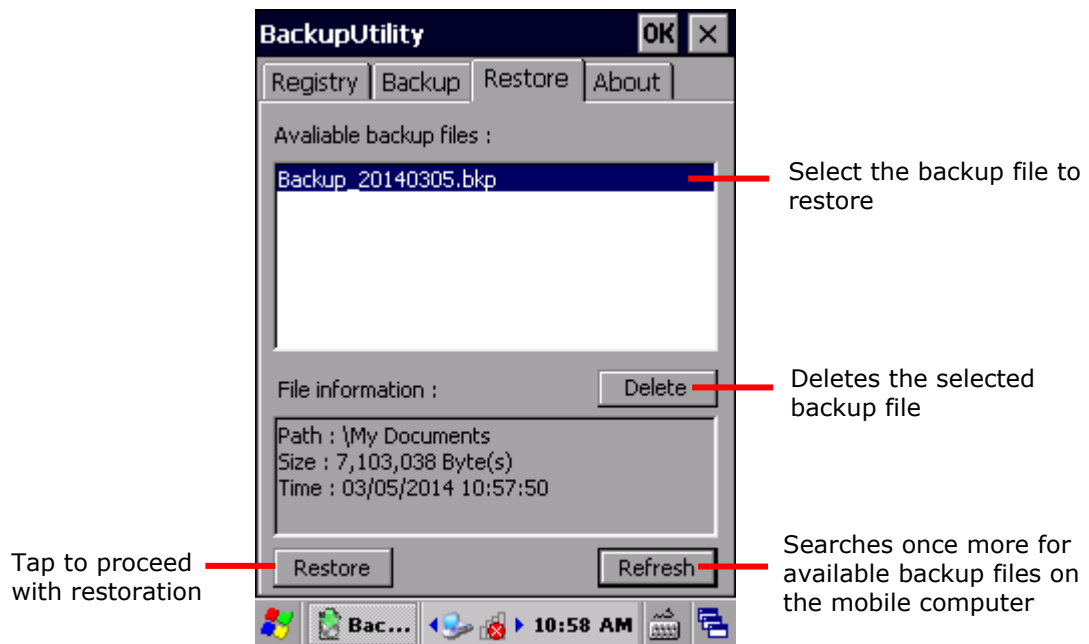 BackupUtility OK
Registry Backup Restore About
Avaliable backup files :
Backup_20140305.bkp
Select the backup file to
restore
File information :
Delete
Deletes the selected
backup file
Path : \My Documents
Size : 7,103,038 Byte(s)
Time : 03/05/2014 10:57:50
Tap to proceed
with restoration
Restore
Refresh
Searches once more for
available backup files on
the mobile computer
Bac... 10:58 AM